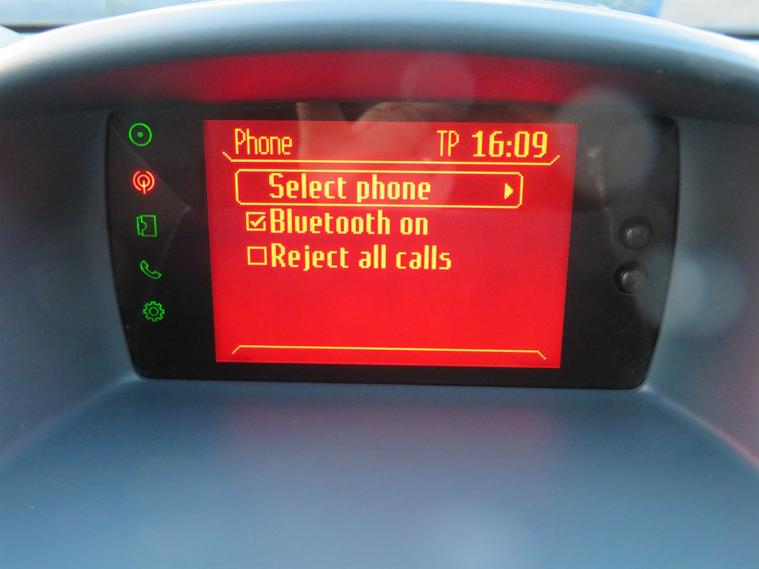 Phone TP 16:09
Select phone
Bluetooth on
Reject all calls